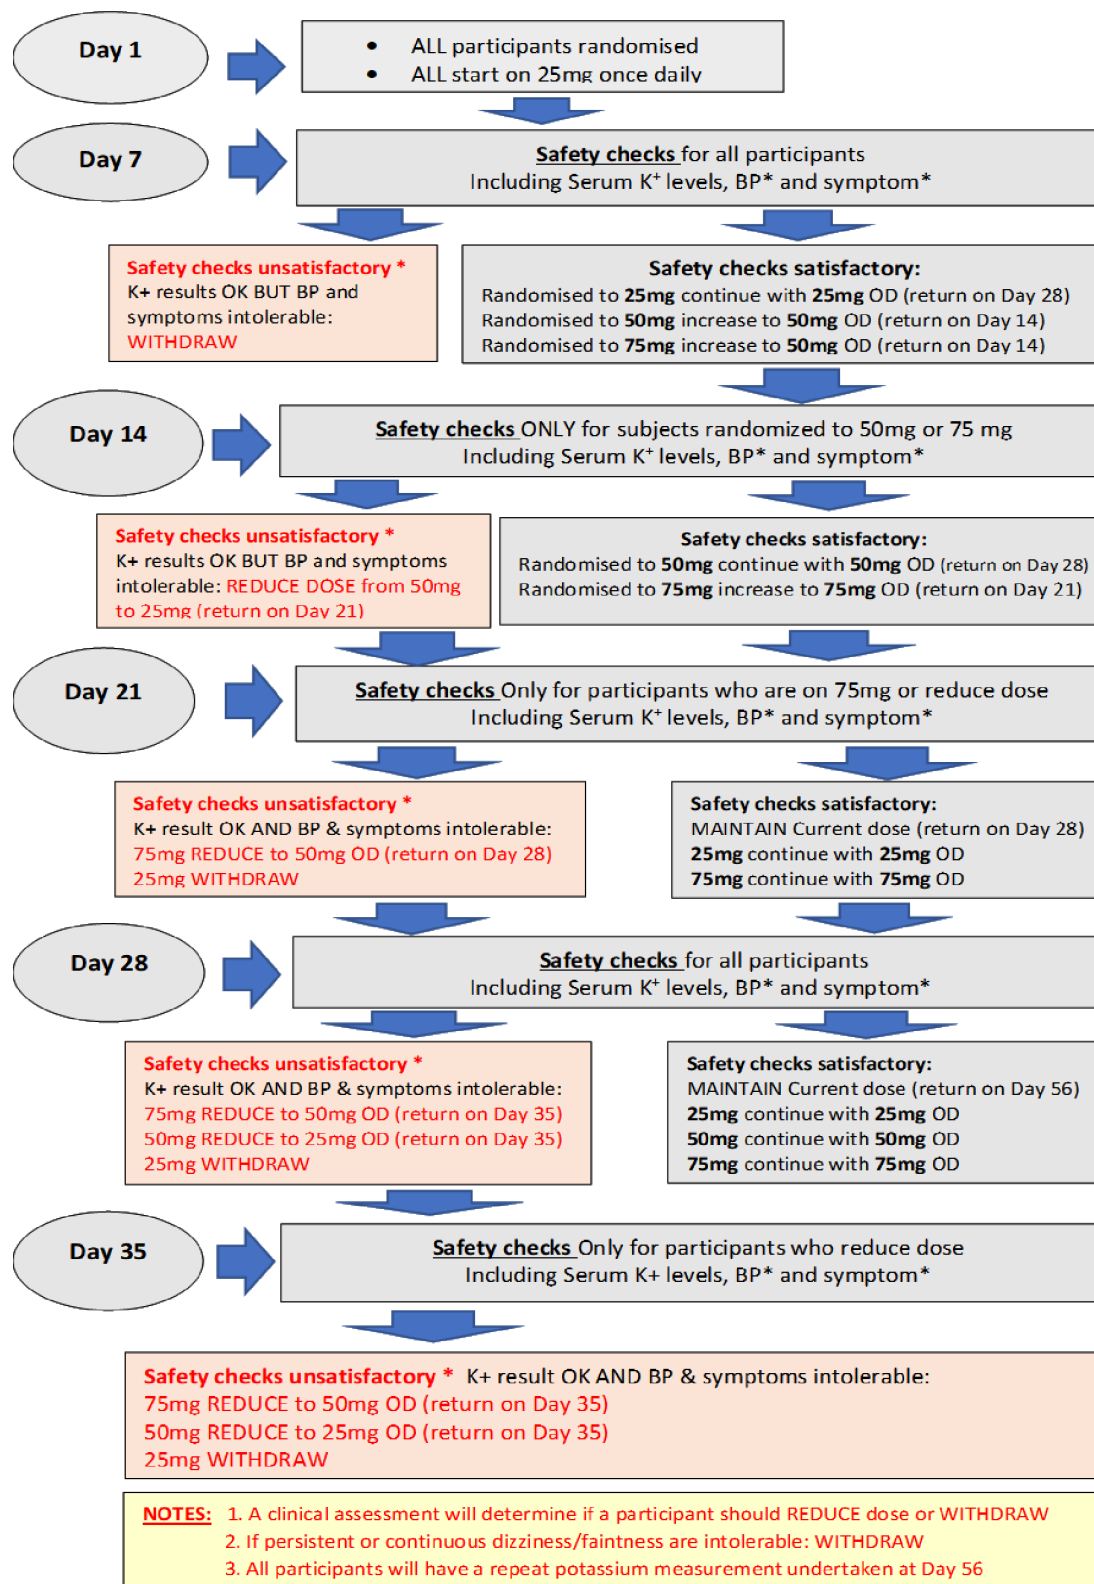 Day 1
• ALL participants randomised
• ALL start on 25mg once daily
Day 7
Safety checks for all participants
Including Serum K⁺ levels, BP* and symptom*
Safety checks unsatisfactory *
K+ results OK BUT BP and
symptoms intolerable:
WITHDRAW
Safety checks satisfactory:
Randomised to 25mg continue with 25mg OD (return on Day 28)
Randomised to 50mg increase to 50mg OD (return on Day 14)
Randomised to 75mg increase to 50mg OD (return on Day 14)
Day 14
Safety checks ONLY for subjects randomized to 50mg or 75 mg
Including Serum K⁺ levels, BP* and symptom*
Safety checks unsatisfactory *
K+ results OK BUT BP and symptoms
intolerable: REDUCE DOSE from 50mg
to 25mg (return on Day 21)
Safety checks satisfactory:
Randomised to 50mg continue with 50mg OD (return on Day 28)
Randomised to 75mg increase to 75mg OD (return on Day 21)
Day 21
Safety checks Only for participants who are on 75mg or reduce dose
Including Serum K⁺ levels, BP* and symptom*
Safety checks unsatisfactory *
K+ result OK AND BP & symptoms intolerable:
75mg REDUCE to 50mg OD (return on Day 28)
25mg WITHDRAW
Safety checks satisfactory:
MAINTAIN Current dose (return on Day 28)
25mg continue with 25mg OD
75mg continue with 75mg OD
Day 28
Safety checks for all participants
Including Serum K⁺ levels, BP* and symptom*
Safety checks unsatisfactory *
K+ result OK AND BP & symptoms intolerable:
75mg REDUCE to 50mg OD (return on Day 35)
50mg REDUCE to 25mg OD (return on Day 35)
25mg WITHDRAW
Safety checks satisfactory:
MAINTAIN Current dose (return on Day 56)
25mg continue with 25mg OD
50mg continue with 50mg OD
75mg continue with 75mg OD
Day 35
Safety checks Only for participants who reduce dose
Including Serum K+ levels, BP* and symptom*
Safety checks unsatisfactory * K+ result OK AND BP & symptoms intolerable:
75mg REDUCE to 50mg OD (return on Day 35)
50mg REDUCE to 25mg OD (return on Day 35)
25mg WITHDRAW
NOTES: 1. A clinical assessment will determine if a participant should REDUCE dose or WITHDRAW
2. If persistent or continuous dizziness/faintness are intolerable: WITHDRAW
3. All participants will have a repeat potassium measurement undertaken at Day 56